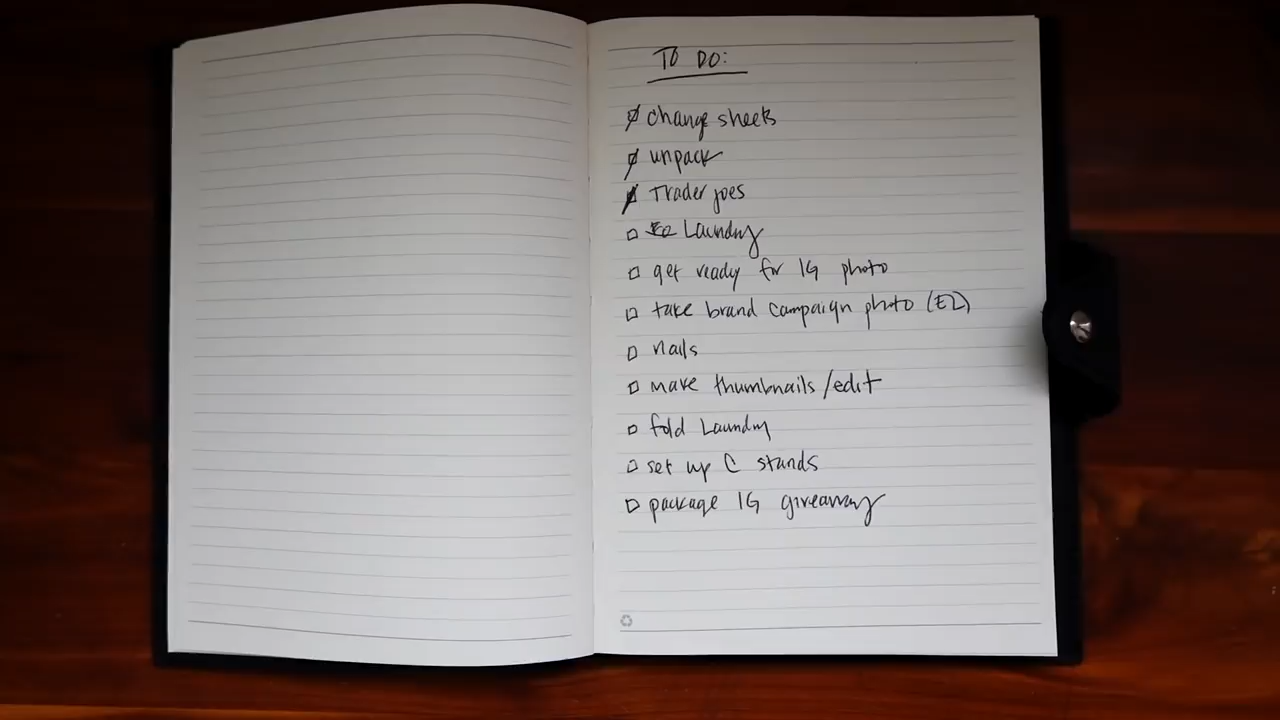 TO DO:
change sheets
unpack
Trader joes
Laundry
get ready for IG photo
take brand campaign photo (EL)
nails
make thumbnails/edit
fold Laundry
set up C stands
package IG giveaway